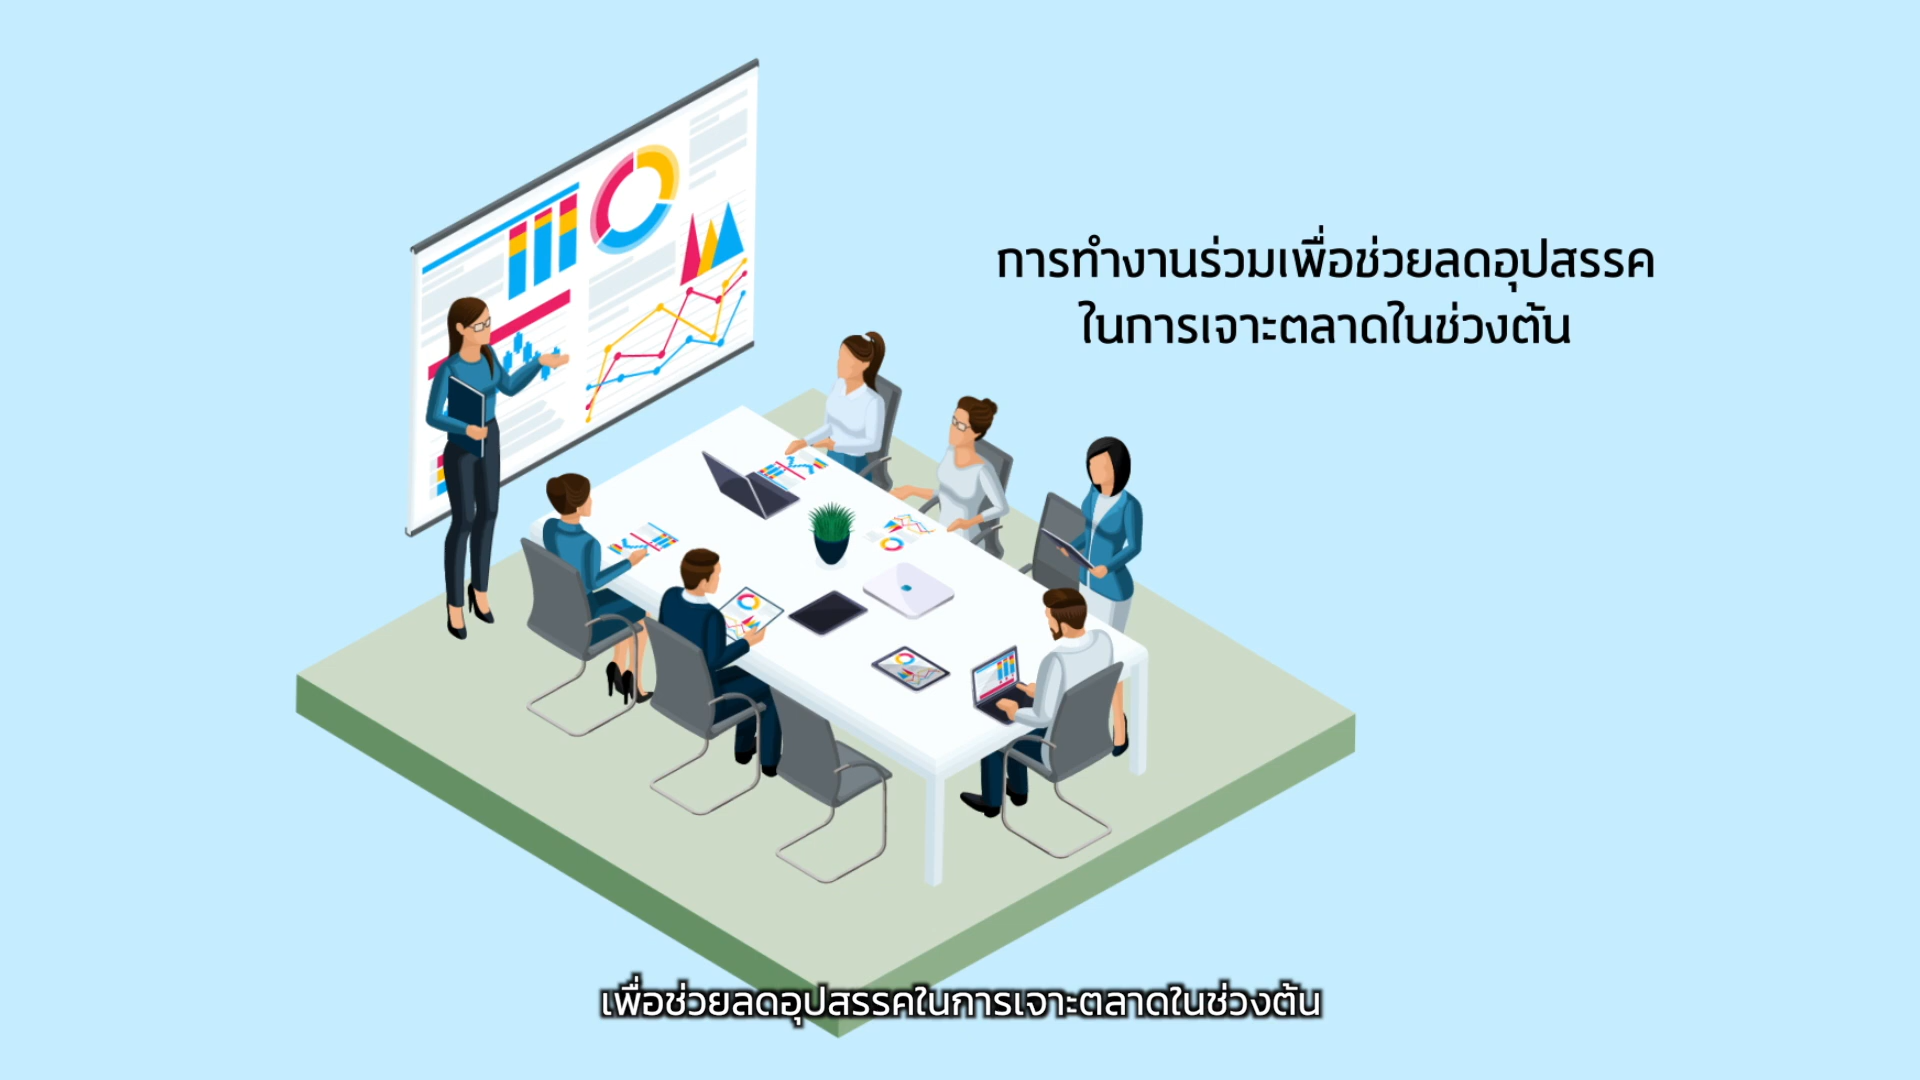 การทำงานร่วมเพื่อช่วยลดอุปสรรค
ในการเจาะตลาดในช่วงต้น
เพื่อช่วยลดอุปสรรคในการเจาะตลาดในช่วงต้น